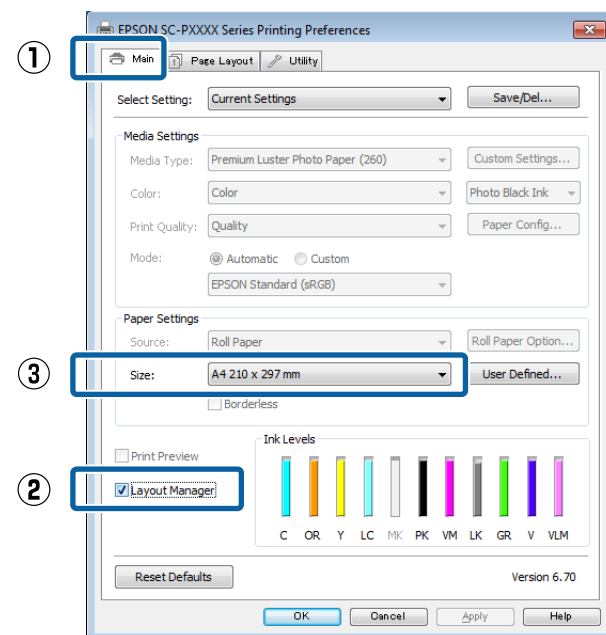 EPSON SC-PXXXX Series Printing Preferences
① Main Page Layout Utility
Select Setting: Current Settings Save/Del...
Media Settings
Media Type: Premium Luster Photo Paper (260) Custom Settings...
Color: Color Photo Black Ink
Print Quality: Quality Paper Config...
Mode: Automatic Custom
EPSON Standard (sRGB)
Paper Settings
Source: Roll Paper Roll Paper Option...
③ Size: A4 210 x 297 mm User Defined...
Borderless
Ink Levels
Print Preview
② Layout Manager
C OR Y LC MK PK VM LK GR V VLM
Reset Defaults Version 6.70
OK Cancel Apply Help